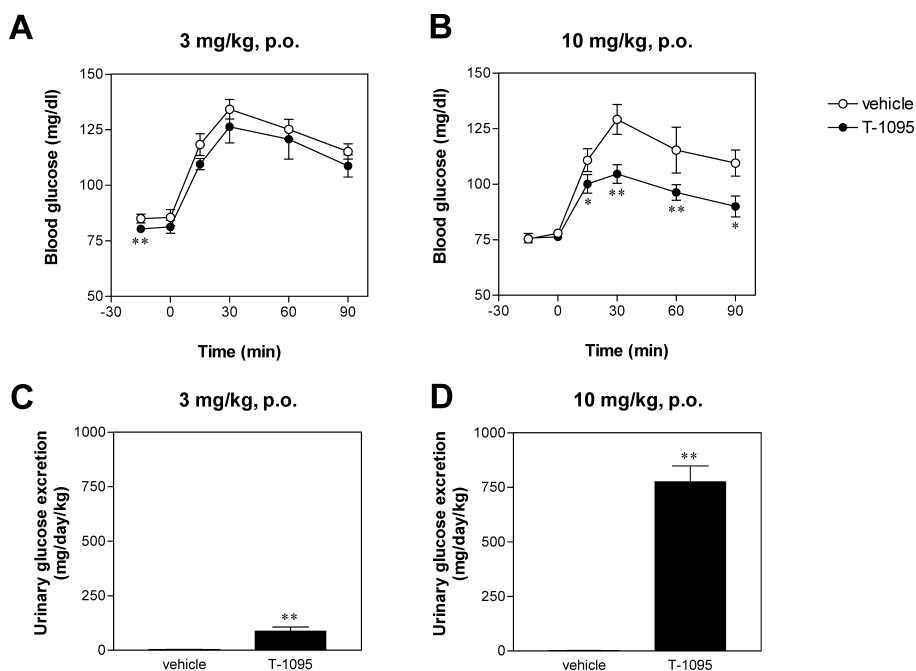 A
3 mg/kg, p.o.
Blood glucose (mg/dl)
150
125
100
75
50
**
-30 0 30 60 90
Time (min)
B
10 mg/kg, p.o.
Blood glucose (mg/dl)
150
125
100
75
50
* ** ** *
-30 0 30 60 90
Time (min)
vehicle
T-1095
C
3 mg/kg, p.o.
Urinary glucose excretion
(mg/day/kg)
1000
750
500
250
0
**
vehicle T-1095
D
10 mg/kg, p.o.
Urinary glucose excretion
(mg/day/kg)
1000
750
500
250
0
**
vehicle T-1095